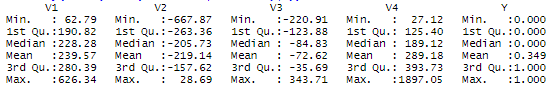 V1 V2 V3 V4 Y
Min. : 62.79 Min. :-667.87 Min. :-220.91 Min. : 27.12 Min. :0.000
1st Qu.:190.82 1st Qu.:-263.36 1st Qu.:-123.88 1st Qu.: 125.40 1st Qu.:0.000
Median :228.28 Median :-205.73 Median : -84.83 Median : 189.12 Median :0.000
Mean :239.57 Mean :-219.14 Mean : -72.62 Mean : 289.18 Mean :0.349
3rd Qu.:280.39 3rd Qu.:-157.62 3rd Qu.: -35.69 3rd Qu.: 393.73 3rd Qu.:1.000
Max. :626.34 Max. : 28.69 Max. : 343.71 Max. :1897.05 Max. :1.000